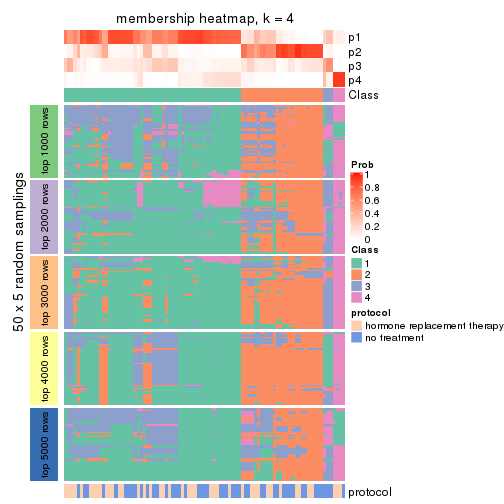 membership heatmap, k = 4
p1
p2
p3
p4
Class
50 x 5 random samplings
top 1000 rows
top 2000 rows
top 3000 rows
top 4000 rows
top 5000 rows
protocol
Prob
1
0.8
0.6
0.4
0.2
0
Class
1
2
3
4
protocol
hormone replacement therapy
no treatment